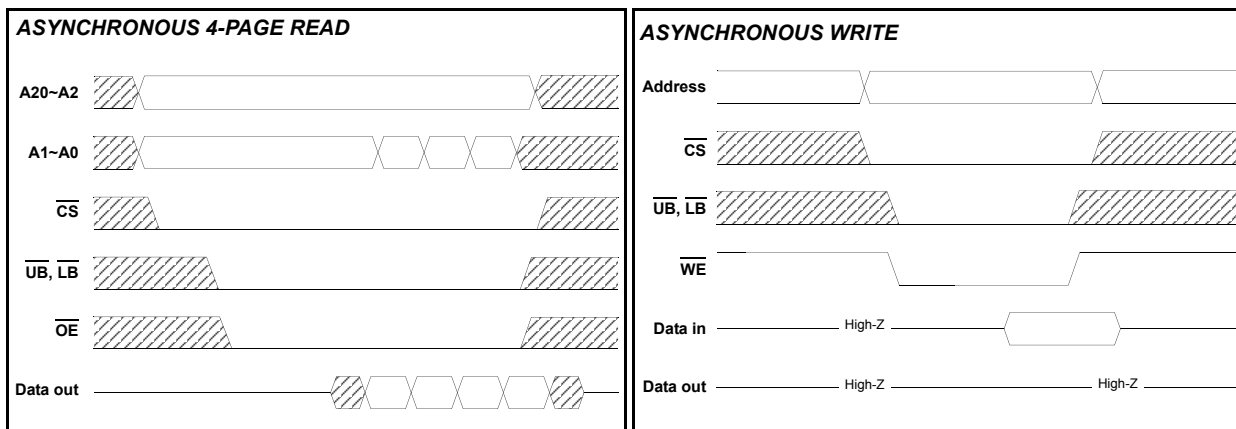 ASYNCHRONOUS 4-PAGE READ
A20~A2
A1~A0
CS
UB, LB
OE
Data out
ASYNCHRONOUS WRITE
Address
CS
UB, LB
WE
Data in
High-Z
Data out
High-Z
High-Z